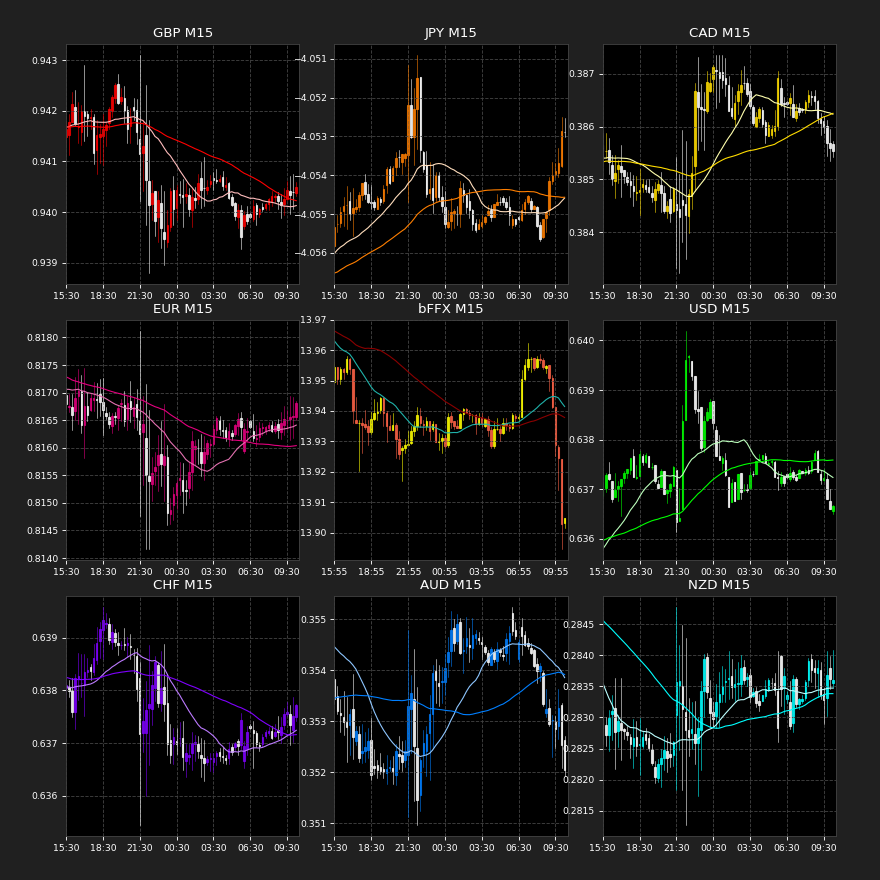 GBP M15
0.943
0.942
0.941
0.940
0.939
15:30 18:30 21:30 00:30 03:30 06:30 09:30
JPY M15
−4.051
−4.052
−4.053
−4.054
−4.055
−4.056
15:30 18:30 21:30 00:30 03:30 06:30 09:30
CAD M15
0.387
0.386
0.385
0.384
15:30 18:30 21:30 00:30 03:30 06:30 09:30
EUR M15
0.8180
0.8175
0.8170
0.8165
0.8160
0.8155
0.8150
0.8145
0.8140
15:30 18:30 21:30 00:30 03:30 06:30 09:30
bFFX M15
13.97
13.96
13.95
13.94
13.93
13.92
13.91
13.90
15:55 18:55 21:55 00:55 03:55 06:55 09:55
USD M15
0.640
0.639
0.638
0.637
0.636
15:30 18:30 21:30 00:30 03:30 06:30 09:30
CHF M15
0.639
0.638
0.637
0.636
15:30 18:30 21:30 00:30 03:30 06:30 09:30
AUD M15
0.355
0.354
0.353
0.352
0.351
15:30 18:30 21:30 00:30 03:30 06:30 09:30
NZD M15
0.2845
0.2840
0.2835
0.2830
0.2825
0.2820
0.2815
15:30 18:30 21:30 00:30 03:30 06:30 09:30